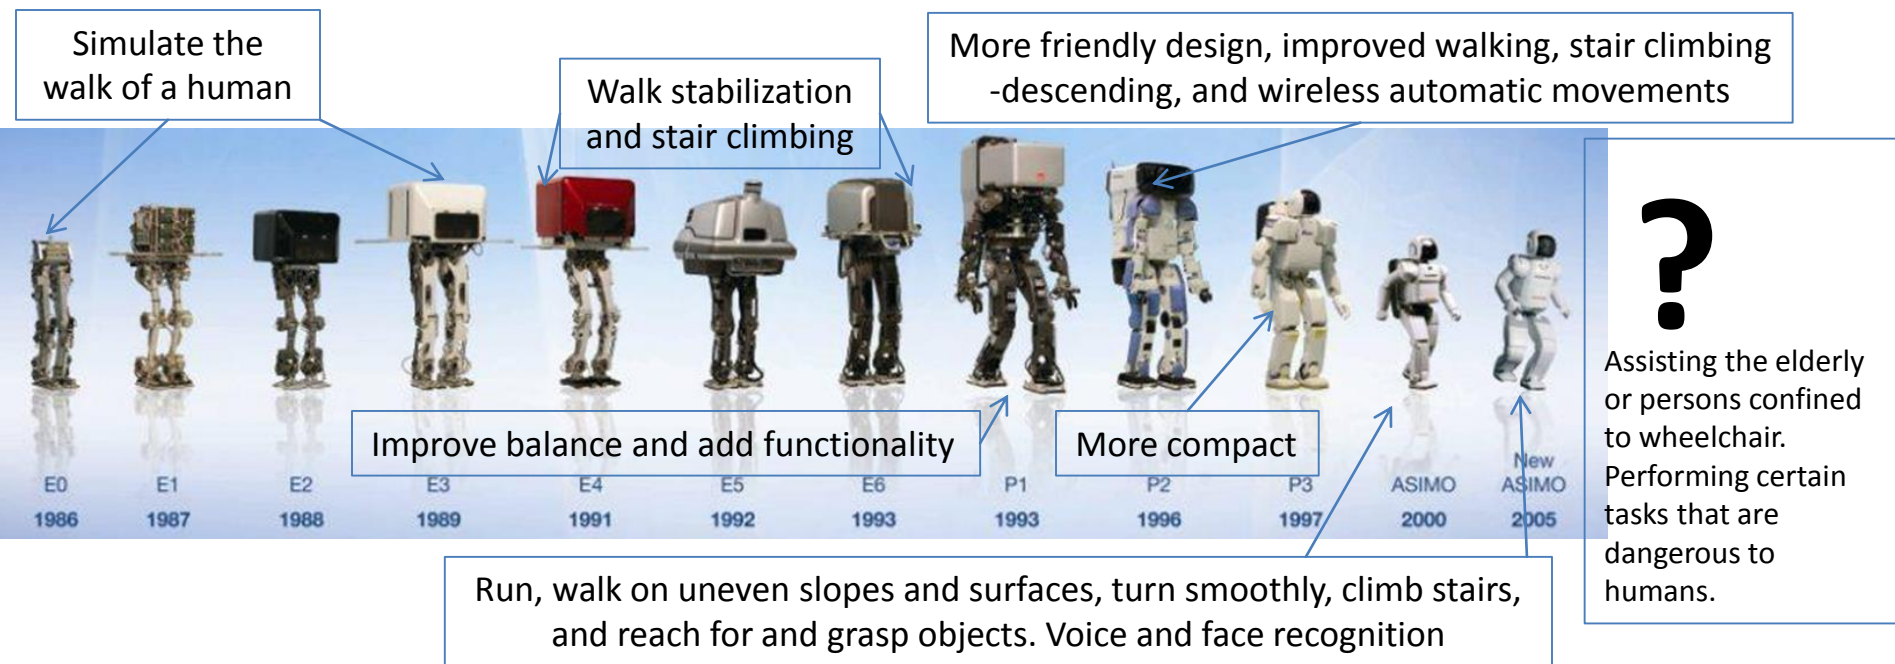 Simulate the
walk of a human
Walk stabilization
and stair climbing
More friendly design, improved walking, stair climbing
-descending, and wireless automatic movements
?
Assisting the elderly
or persons confined
to wheelchair.
Performing certain
tasks that are
dangerous to
humans.
Improve balance and add functionality
More compact
E0
1986
E1
1987
E2
1988
E3
1989
E4
1991
E5
1992
E6
1993
P1
1993
P2
1996
P3
1997
ASIMO
2000
New
ASIMO
2005
Run, walk on uneven slopes and surfaces, turn smoothly, climb stairs,
and reach for and grasp objects. Voice and face recognition